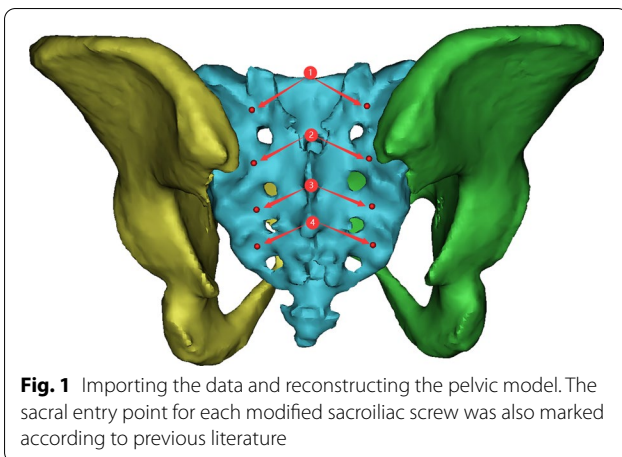 1
2
3
4
Fig. 1 Importing the data and reconstructing the pelvic model. The
sacral entry point for each modified sacroiliac screw was also marked
according to previous literature